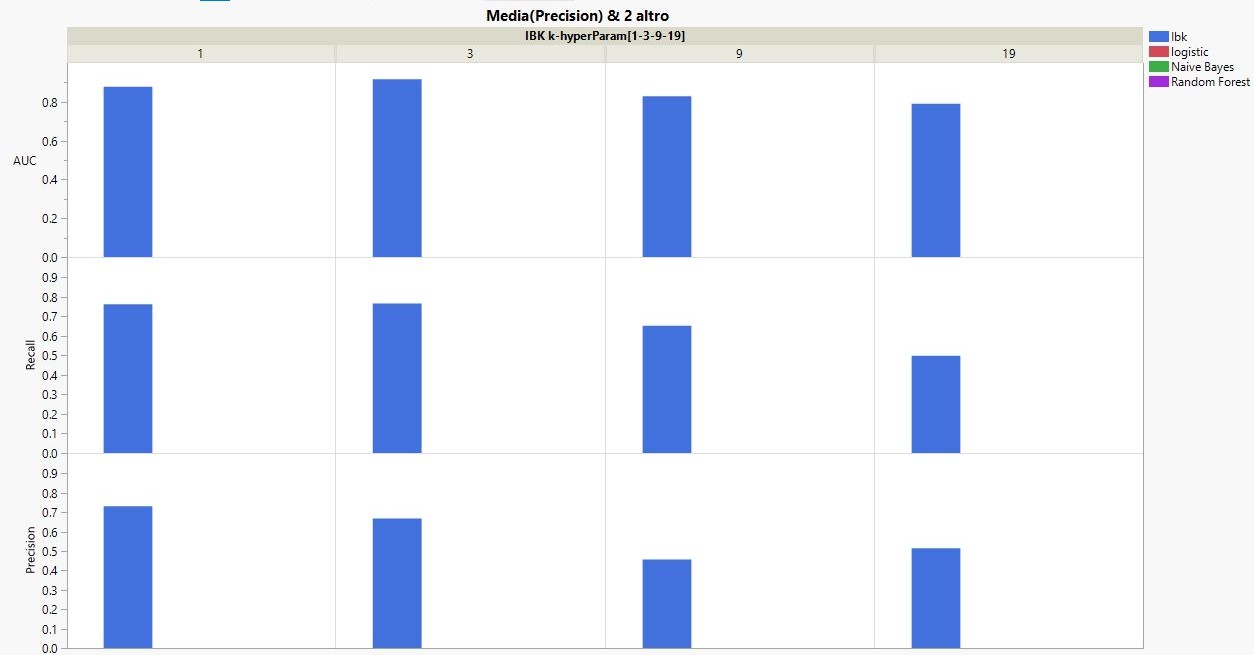 Media(Precision) & 2 altro
IBK k-hyperParam[1-3-9-19]
1 3 9 19
Ibk
logistic
Naive Bayes
Random Forest
AUC
0.8
0.6
0.4
0.2
0.0
Recall
0.9
0.8
0.7
0.6
0.5
0.4
0.3
0.2
0.1
0.0
Precision
0.9
0.8
0.7
0.6
0.5
0.4
0.3
0.2
0.1
0.0